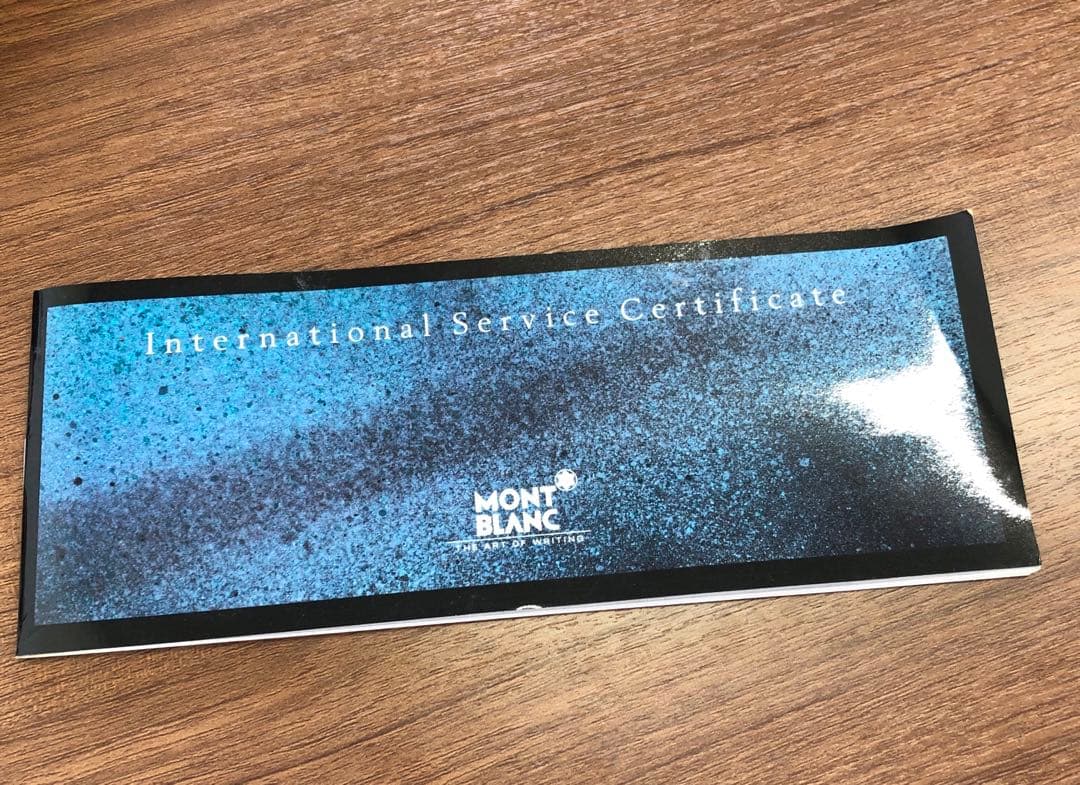 International Service Certificate
MONT
BLANC
THE ART OF WRITING